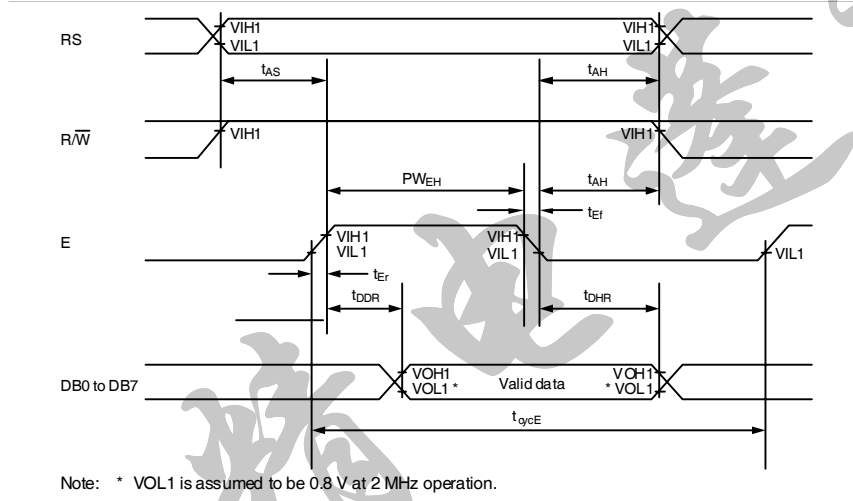 RS
VIH1
VIL1
VIH1
VIL1
tAS
tAH
R/W̅
VIH1
VIH1
PWEH
tAH
tEf
E
VIH1
VIL1
VIH1
VIL1
VIL1
tEr
tDDR
tDHR
DB0 to DB7
VOH1
VOL1 *
Valid data
VOH1
* VOL1
tcycE
Note: * VOL1 is assumed to be 0.8 V at 2 MHz operation.